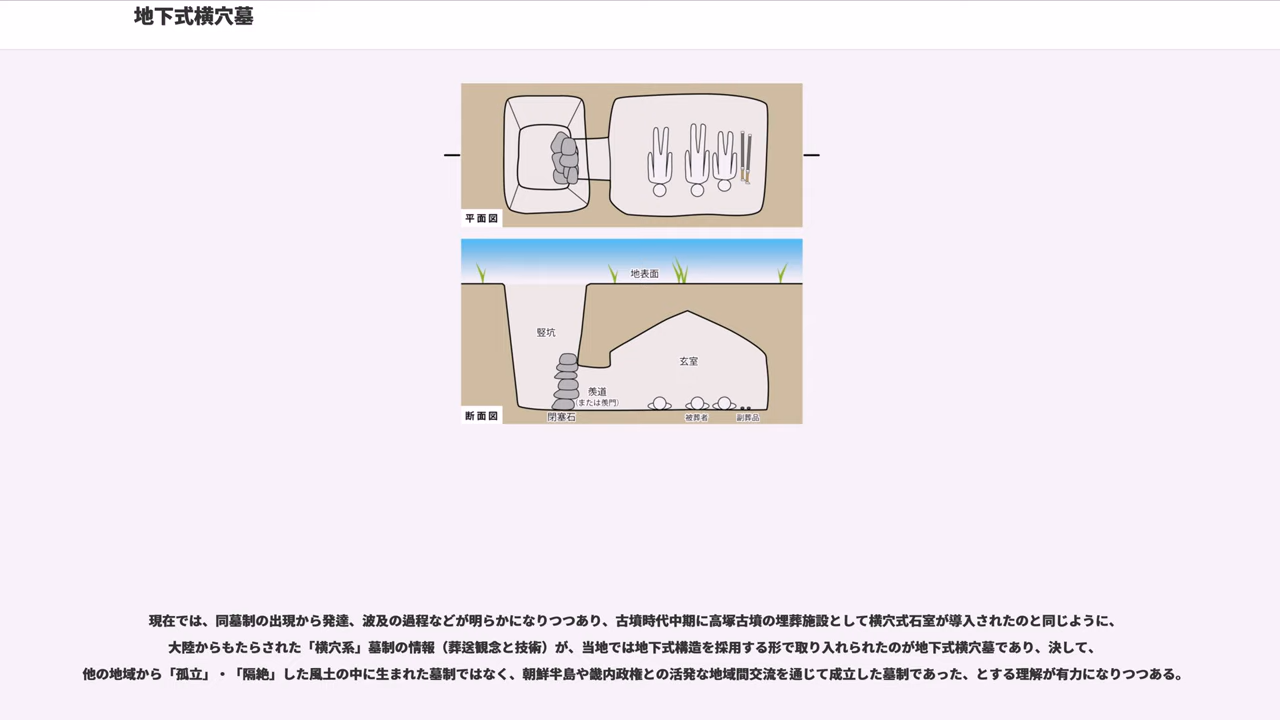 地下式横穴墓
平面図
地表面
竪坑
玄室
羨道
(または羨門)
断面図
閉塞石
被葬者
副葬品
現在では、同墓制の出現から発達、波及の過程などが明らかになりつつあり、古墳時代中期に高塚古墳の埋葬施設として横穴式石室が導入されたのと同じように、
大陸からもたらされた「横穴系」墓制の情報（葬送観念と技術）が、当地では地下式構造を採用する形で取り入れられたのが地下式横穴墓であり、決して、
他の地域から「孤立」・「隔絶」した風土の中に生まれた墓制ではなく、朝鮮半島や畿内政権との活発な地域間交流を通じて成立した墓制であった、とする理解が有力になりつつある。